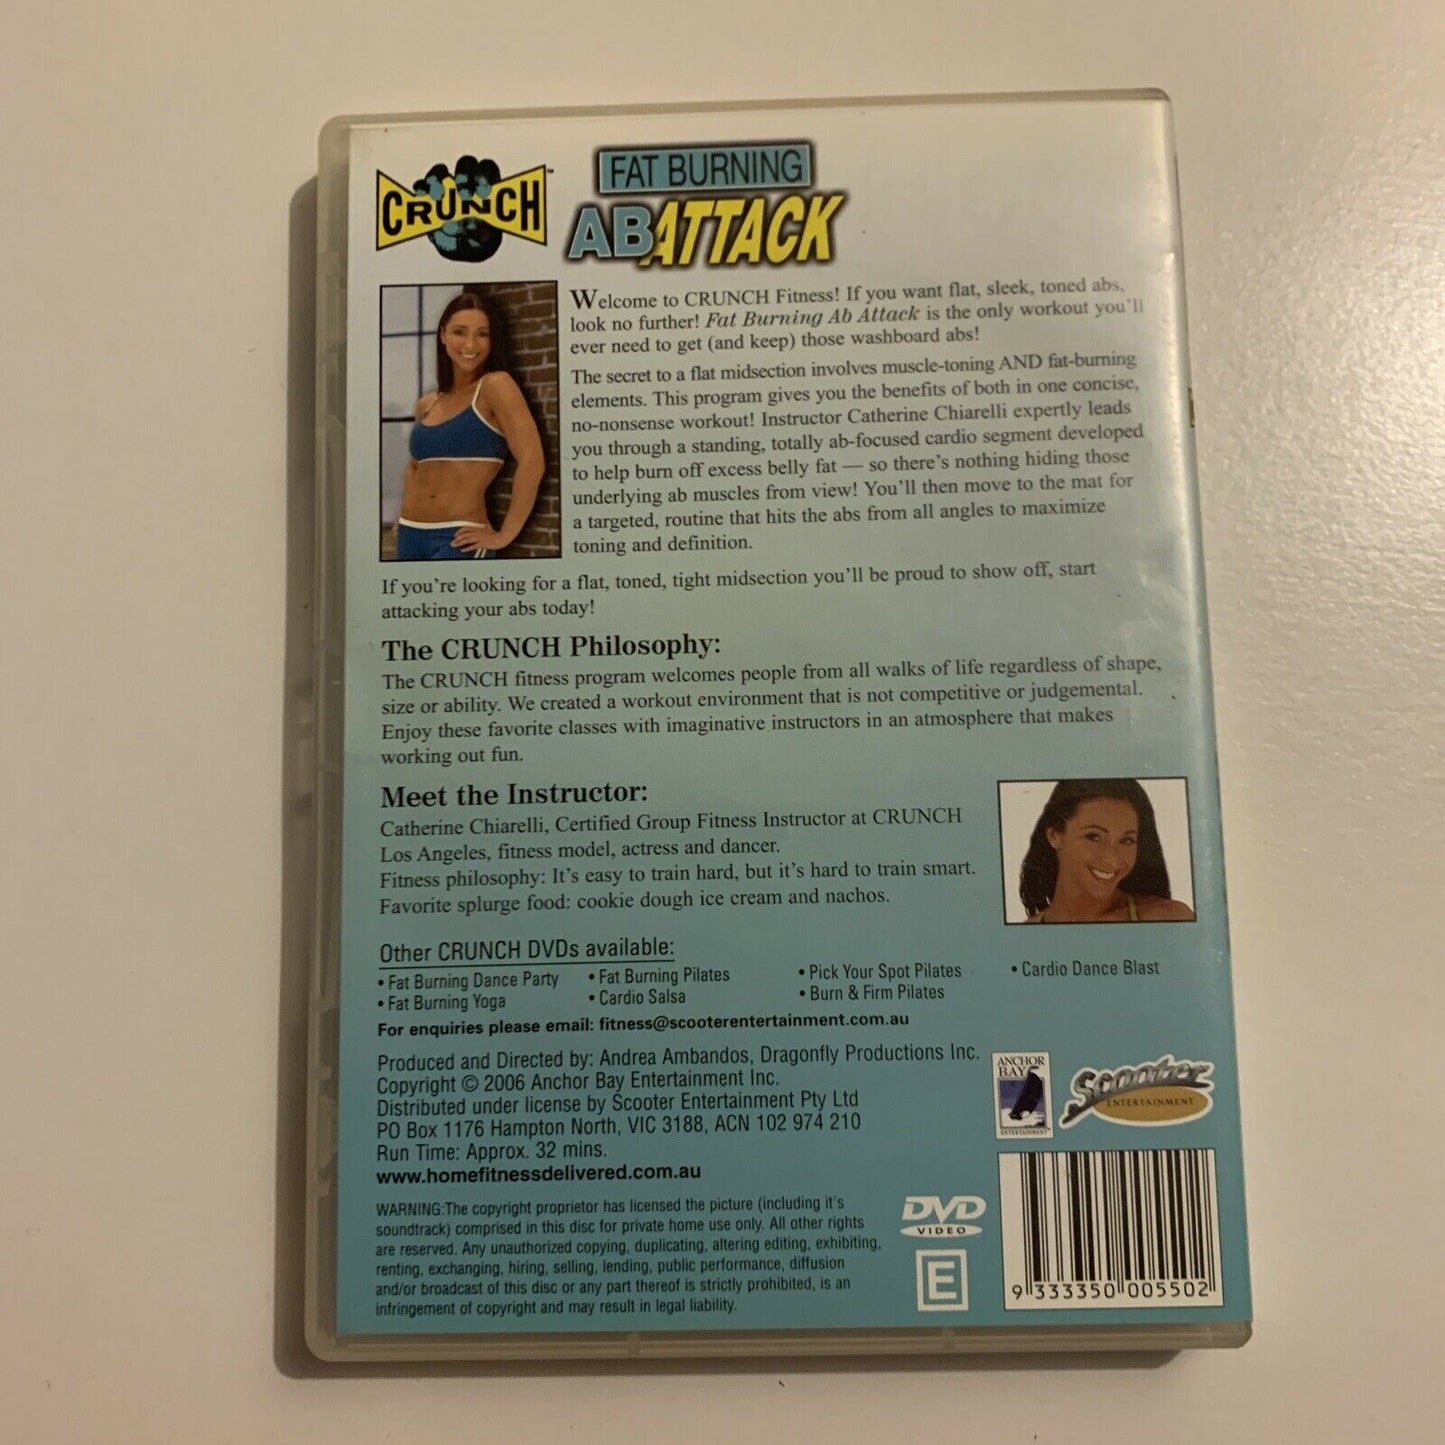 CRUNCH™
FAT BURNING
ABATTACK
Welcome to CRUNCH Fitness! If you want flat, sleek, toned abs,
look no further! Fat Burning Ab Attack is the only workout you'll
ever need to get (and keep) those washboard abs!
The secret to a flat midsection involves muscle-toning AND fat-burning
elements. This program gives you the benefits of both in one concise,
no-nonsense workout! Instructor Catherine Chiarelli expertly leads
you through a standing, totally ab-focused cardio segment developed
to help burn off excess belly fat — so there's nothing hiding those
underlying ab muscles from view! You'll then move to the mat for
a targeted, routine that hits the abs from all angles to maximize
toning and definition.
If you're looking for a flat, toned, tight midsection you'll be proud to show off, start
attacking your abs today!
The CRUNCH Philosophy:
The CRUNCH fitness program welcomes people from all walks of life regardless of shape,
size or ability. We created a workout environment that is not competitive or judgemental.
Enjoy these favorite classes with imaginative instructors in an atmosphere that makes
working out fun.
Meet the Instructor:
Catherine Chiarelli, Certified Group Fitness Instructor at CRUNCH
Los Angeles, fitness model, actress and dancer.
Fitness philosophy: It's easy to train hard, but it's hard to train smart.
Favorite splurge food: cookie dough ice cream and nachos.
Other CRUNCH DVDs available:
• Fat Burning Dance Party • Fat Burning Pilates • Pick Your Spot Pilates • Cardio Dance Blast
• Fat Burning Yoga • Cardio Salsa • Burn & Firm Pilates
For enquiries please email: fitness@scooterentertainment.com.au
Produced and Directed by: Andrea Ambandos, Dragonfly Productions Inc.
Copyright © 2006 Anchor Bay Entertainment Inc.
Distributed under license by Scooter Entertainment Pty Ltd
PO Box 1176 Hampton North, VIC 3188, ACN 102 974 210
Run Time: Approx. 32 mins.
www.homefitnessdelivered.com.au
ANCHOR
BAY
ENTERTAINMENT
Scooter
ENTERTAINMENT
WARNING:The copyright proprietor has licensed the picture (including it's
soundtrack) comprised in this disc for private home use only. All other rights
are reserved. Any unauthorized copying, duplicating, altering editing, exhibiting,
renting, exchanging, hiring, selling, lending, public performance, diffusion
and/or broadcast of this disc or any part thereof is strictly prohibited, is an
infringement of copyright and may result in legal liability.
DVD
VIDEO
E
9 333350 005502